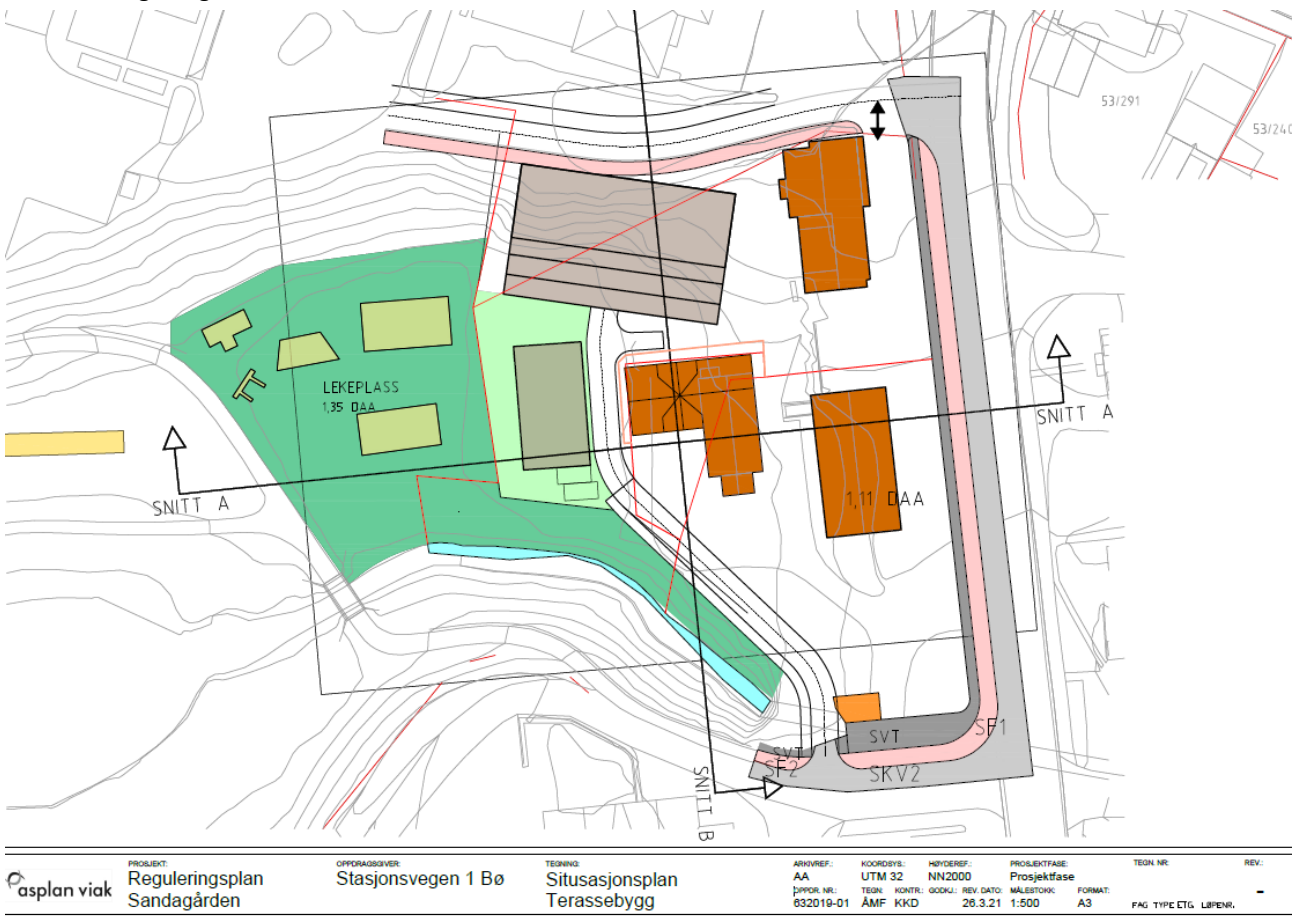 53/291
53/240
LEKEPLASS
1,35 DAA
SNITT A
SNITT A
1,11 DAA
SVT
SF1
SVT
SF2
SKV2
SNITT B
asplan viak
PROSJEKT:
Reguleringsplan
Sandagården
OPPDRAGSGIVER:
Stasjonsvegen 1 Bø
TEGNING:
Situsasjonsplan
Terassebygg
ARKIVREF.: KOORDSYS.: HØYDEREF.: PROSJEKTFASE: TEGN. NR: REV.:
AA UTM 32 NN2000 Prosjektfase
OPPDR. NR.: TEGN: KONTR.: GODKJ.: REV. DATO: MÅLESTOKK: FORMAT:
632019-01 ÅMF KKD 26.3.21 1:500 A3 –
FAG TYPE ETG. LØPENR.